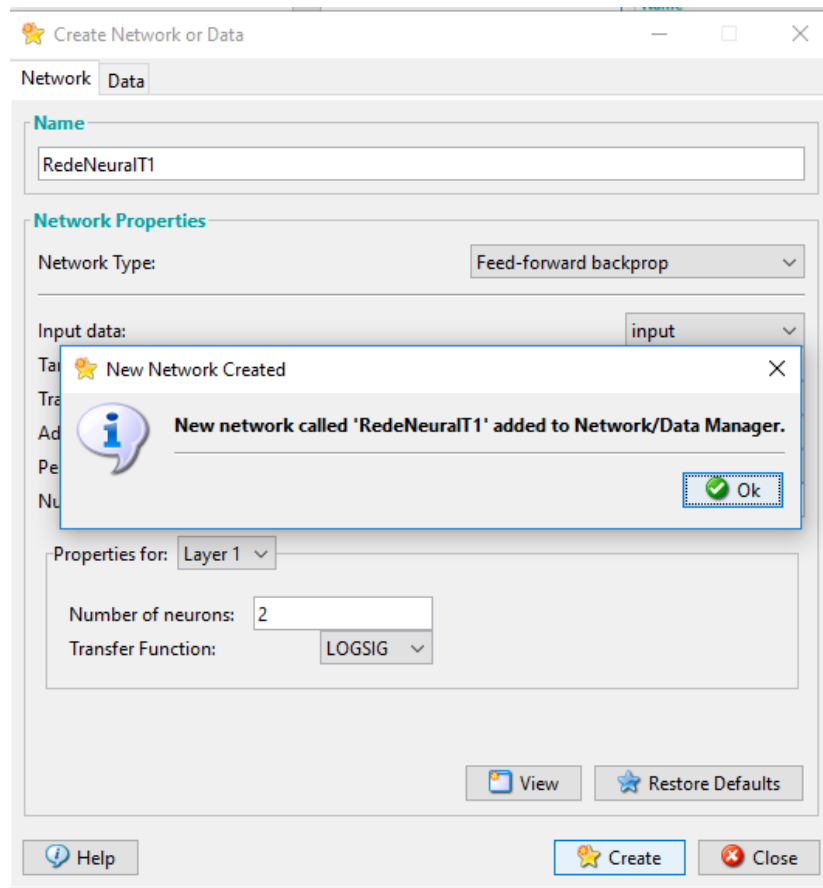 Create Network or Data
Network Data
Name
RedeNeuralT1
Network Properties
Network Type: Feed-forward backprop
Input data: input
New Network Created
New network called 'RedeNeuralT1' added to Network/Data Manager.
Ok
Properties for: Layer 1
Number of neurons: 2
Transfer Function: LOGSIG
View Restore Defaults
Help Create Close